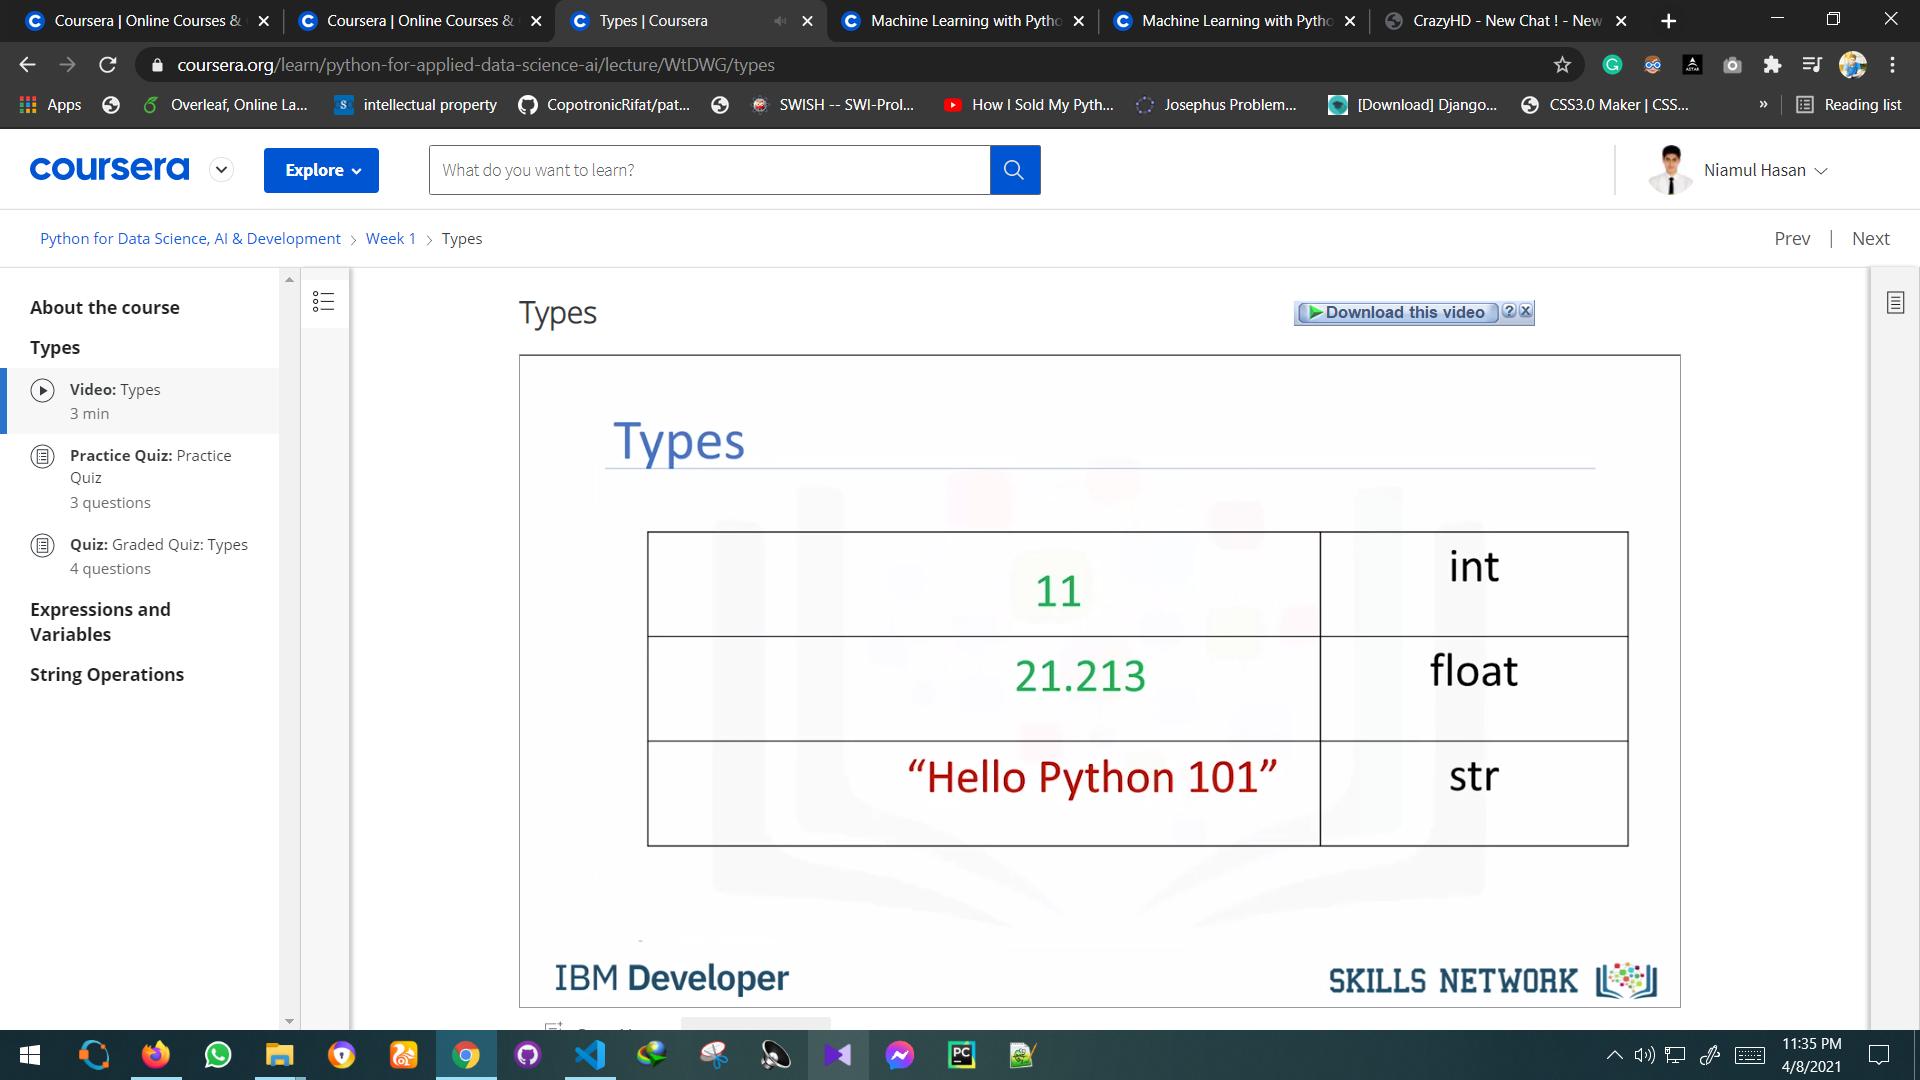 Coursera | Online Courses &
Coursera | Online Courses &
Types | Coursera
Machine Learning with Pytho
Machine Learning with Pytho
CrazyHD - New Chat ! - New
coursera.org/learn/python-for-applied-data-science-ai/lecture/WtDWG/types
Apps
Overleaf, Online La...
intellectual property
CopotronicRifat/pat...
SWISH -- SWI-Prol...
How I Sold My Pyth...
Josephus Problem...
[Download] Django...
CSS3.0 Maker | CSS...
»
Reading list
coursera
Explore
What do you want to learn?
Niamul Hasan
Python for Data Science, AI & Development > Week 1 > Types
Prev | Next
About the course
Types
Video: Types
3 min
Practice Quiz: Practice
Quiz
3 questions
Quiz: Graded Quiz: Types
4 questions
Expressions and
Variables
String Operations
Types
Download this video ? x
Types
11 int
21.213 float
“Hello Python 101” str
IBM Developer
SKILLS NETWORK
11:35 PM
4/8/2021